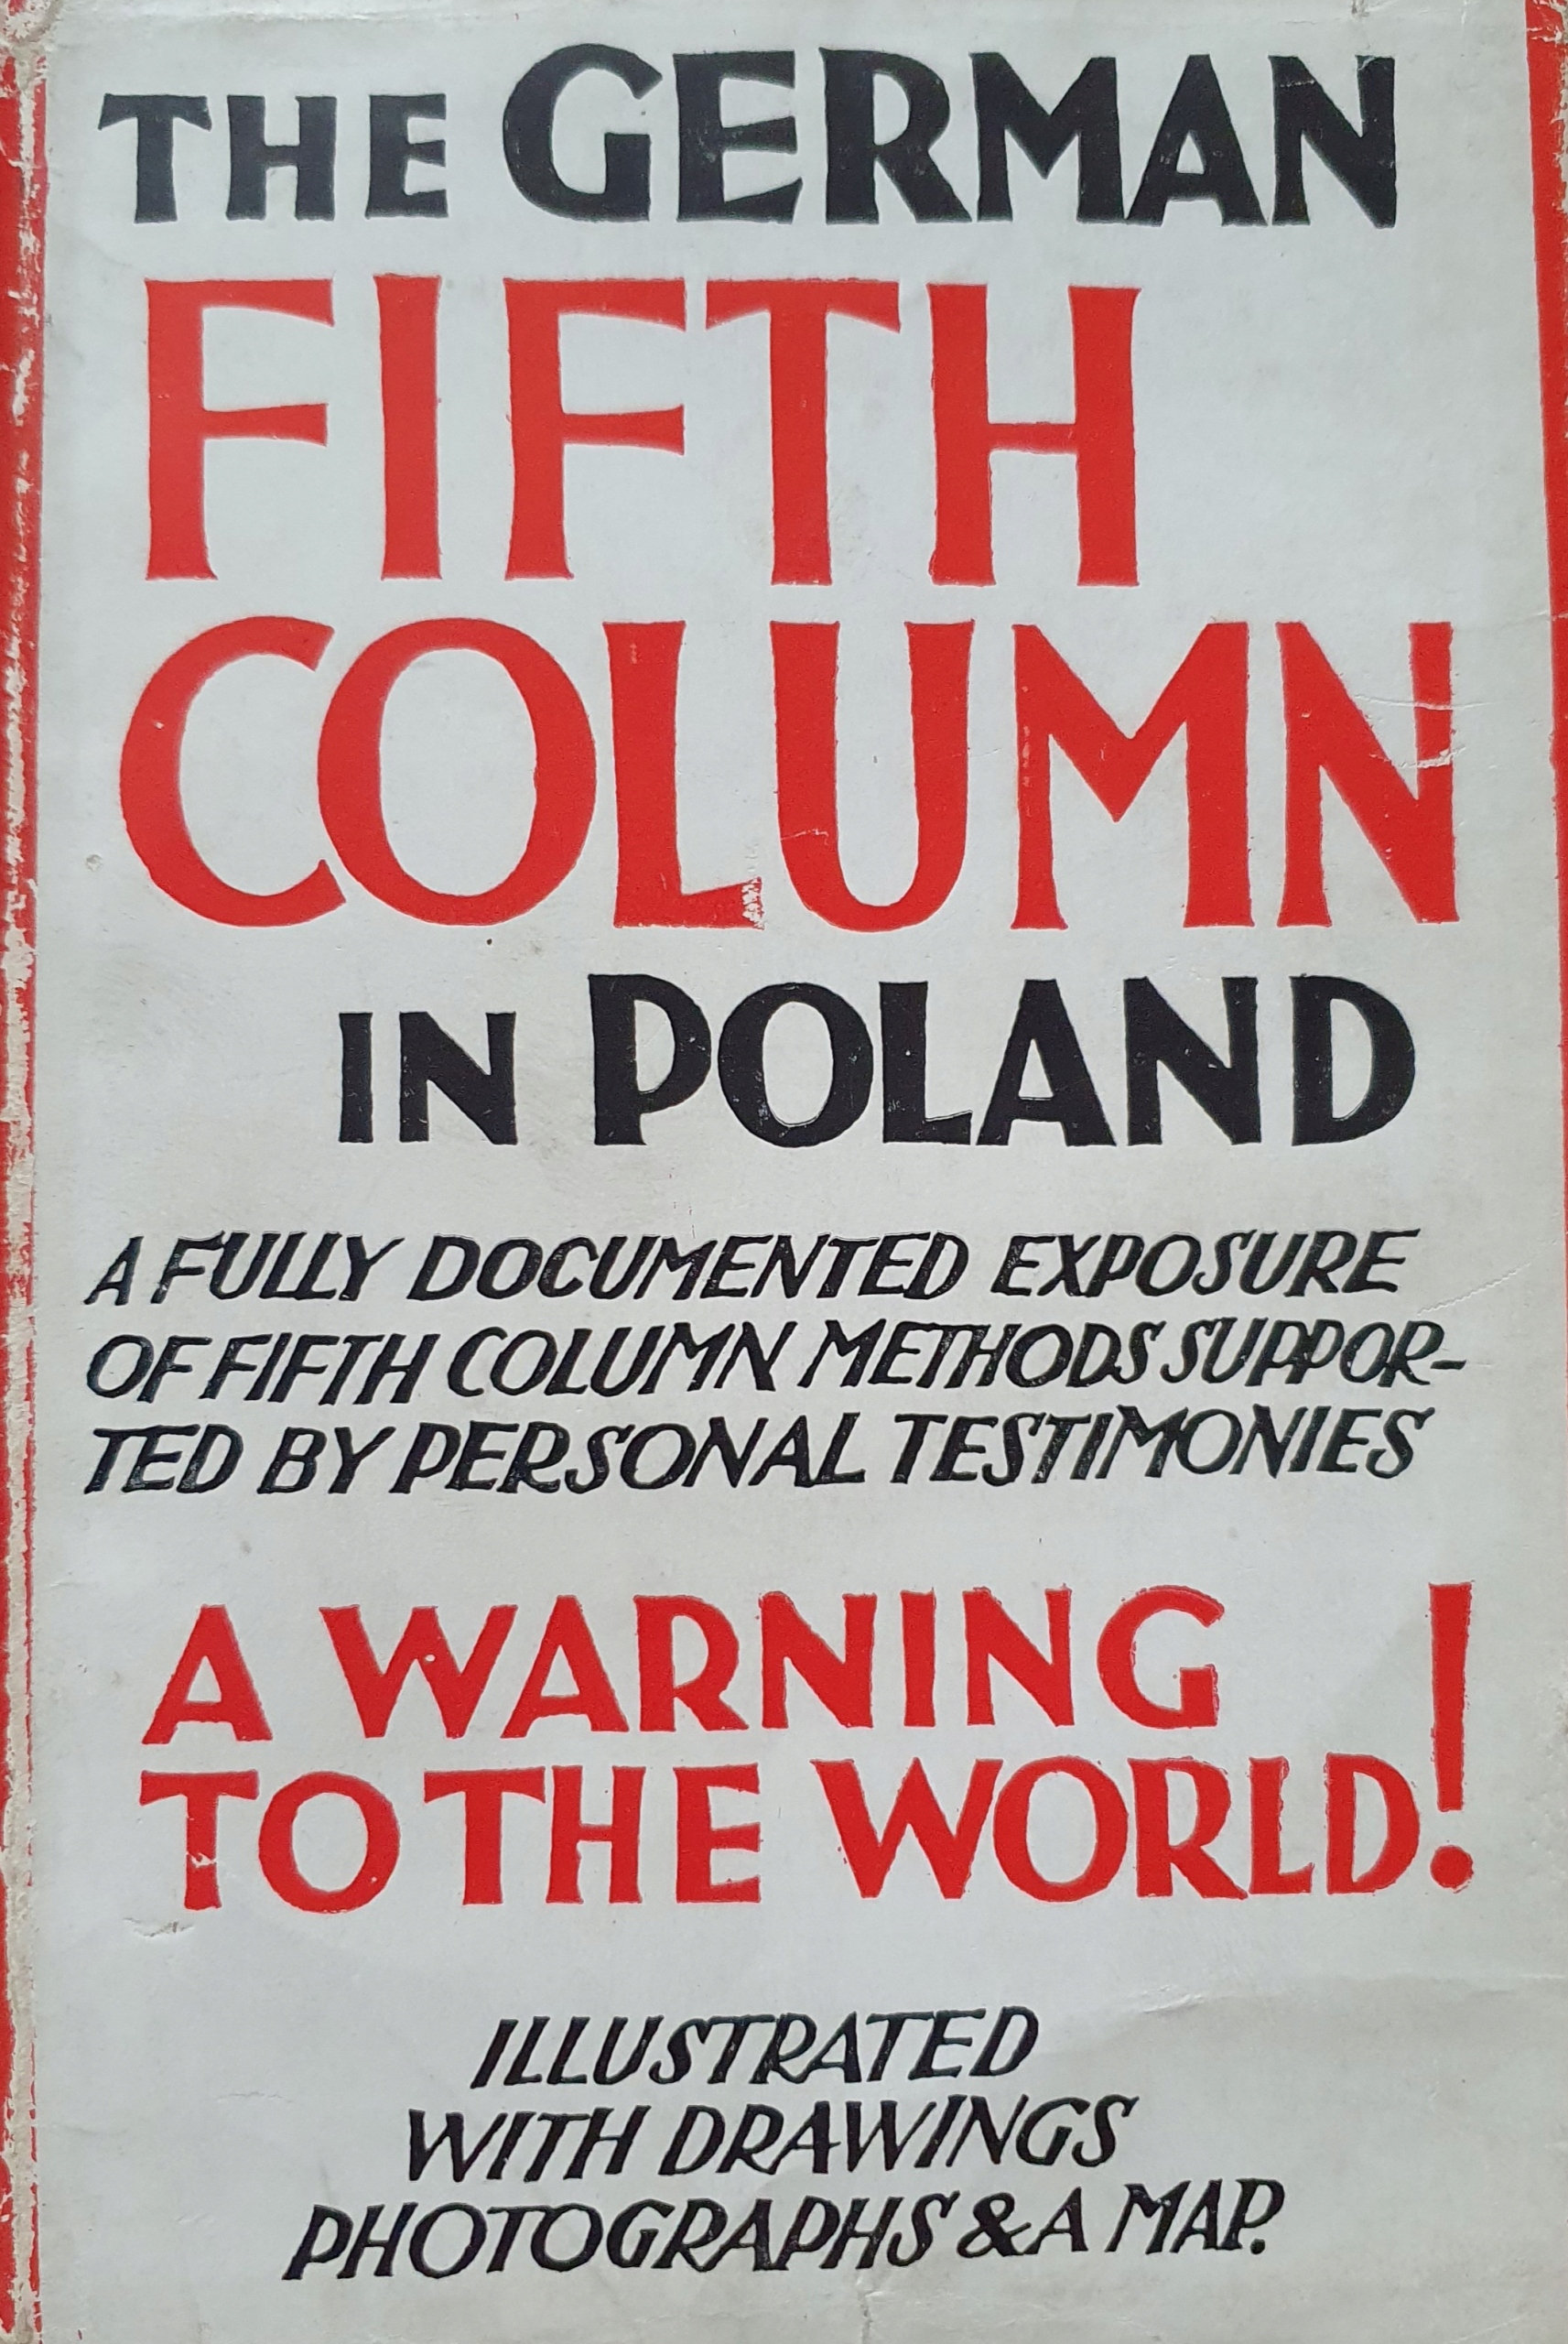 THE GERMAN
FIFTH
COLUMN
IN POLAND
A FULLY DOCUMENTED EXPOSURE
OF FIFTH COLUMN METHODS SUPPOR-
TED BY PERSONAL TESTIMONIES
A WARNING
TO THE WORLD!
ILLUSTRATED
WITH DRAWINGS
PHOTOGRAPHS & A MAP.